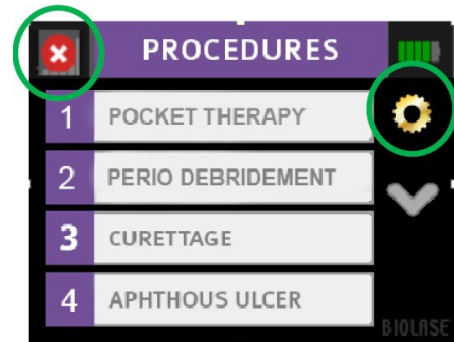 PROCEDURES
1 POCKET THERAPY
2 PERIO DEBRIDEMENT
3 CURETTAGE
4 APHTHOUS ULCER
BIOLASE